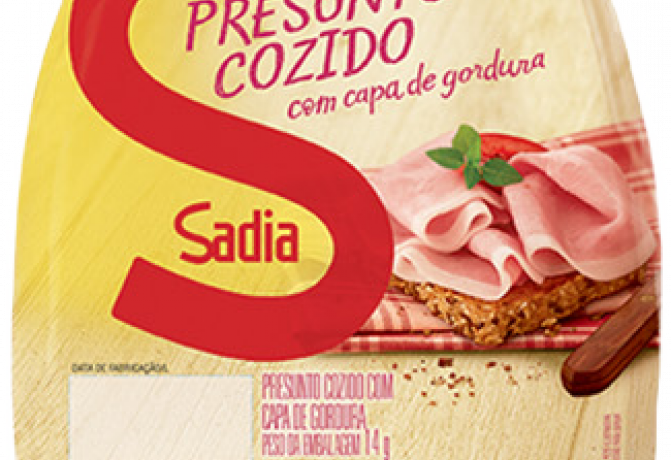 PRESUNTO
COZIDO
com capa de gordura
Sadia
DATA DE FABRICAÇÃO/L
PRESUNTO COZIDO COM
CAPA DE GORDURA
PESO DA EMBALAGEM 14 g